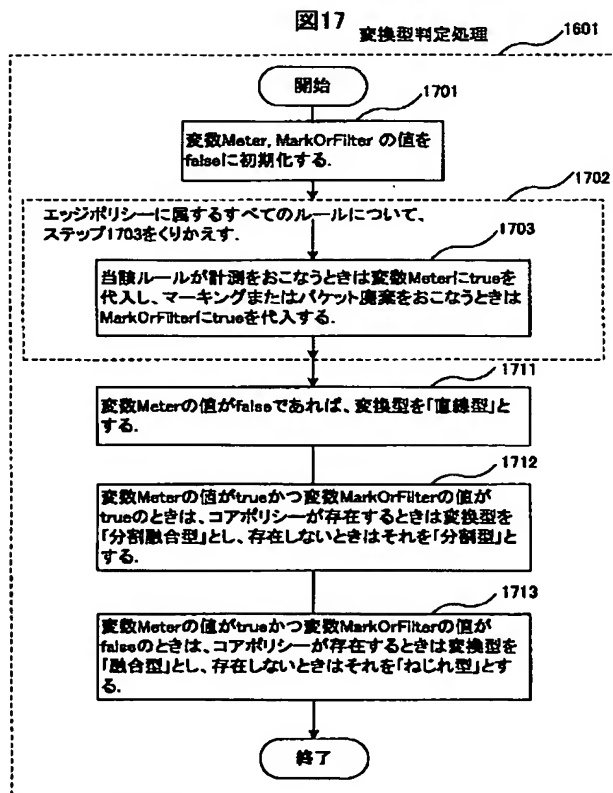 図17
変換型判定処理
1601
開始
1701
変数Meter, MarkOrFilter の値を
falseに初期化する.
1702
エッジポリシーに属するすべてのルールについて、
ステップ1703をくりかえす.
1703
当該ルールが計測をおこなうときは変数Meterにtrueを
代入し、マーキングまたはパケット廃棄をおこなうときは
MarkOrFilterにtrueを代入する.
1711
変数Meterの値がfalseであれば、変換型を「直線型」と
する.
1712
変数Meterの値がtrueかつ変数MarkOrFilterの値が
trueのときは、コアポリシーが存在するときは変換型を
「分割融合型」とし、存在しないときはそれを「分割型」と
する.
1713
変数Meterの値がtrueかつ変数MarkOrFilterの値が
falseのときは、コアポリシーが存在するときは変換型を
「融合型」とし、存在しないときはそれを「ねじれ型」とす
る.
終了